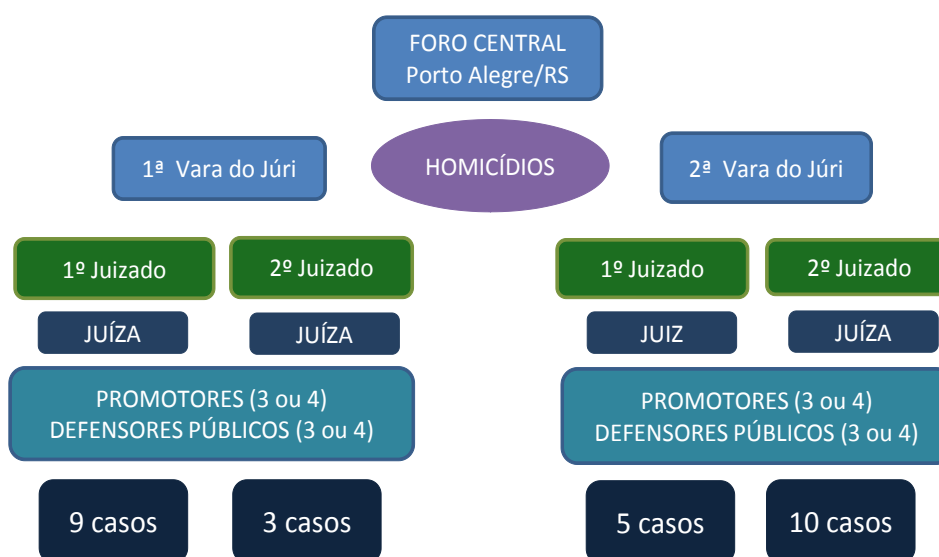 FORO CENTRAL
Porto Alegre/RS
1ª Vara do Júri
HOMICÍDIOS
2ª Vara do Júri
1º Juizado
2º Juizado
1º Juizado
2º Juizado
JUÍZA
JUÍZA
JUIZ
JUÍZA
PROMOTORES (3 ou 4)
DEFENSORES PÚBLICOS (3 ou 4)
PROMOTORES (3 ou 4)
DEFENSORES PÚBLICOS (3 ou 4)
9 casos
3 casos
5 casos
10 casos